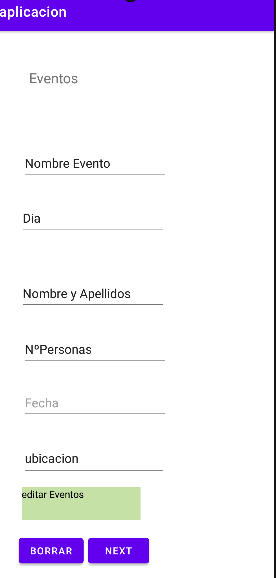 aplicacion
Eventos
Nombre Evento
Dia
Nombre y Apellidos
NºPersonas
Fecha
ubicacion
editar Eventos
BORRAR NEXT